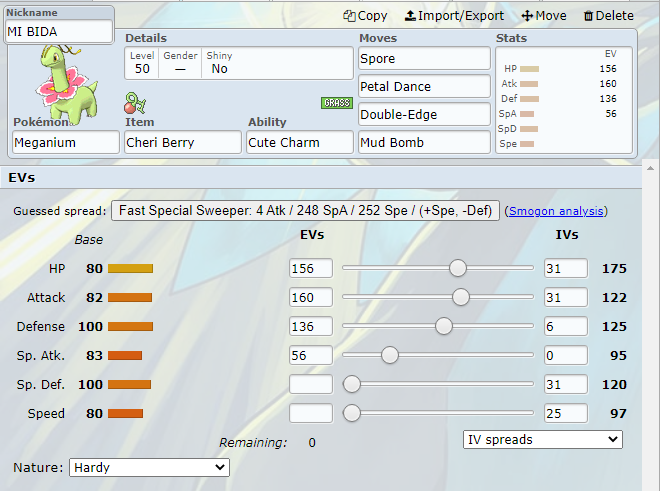 Nickname
MI BIDA
Copy Import/Export Move Delete
Details
Level Gender Shiny
50 — No
Moves
Spore
Petal Dance
Double-Edge
Mud Bomb
Stats
EV
HP 156
Atk 160
Def 136
SpA 56
SpD
Spe
GRASS
Pokémon Item Ability
Meganium Cheri Berry Cute Charm
EVs
Guessed spread: Fast Special Sweeper: 4 Atk / 248 SpA / 252 Spe / (+Spe, -Def) (Smogon analysis)
Base EVs IVs
HP 80 156 31 175
Attack 82 160 31 122
Defense 100 136 6 125
Sp. Atk. 83 56 0 95
Sp. Def. 100 31 120
Speed 80 25 97
Remaining: 0 IV spreads
Nature: Hardy